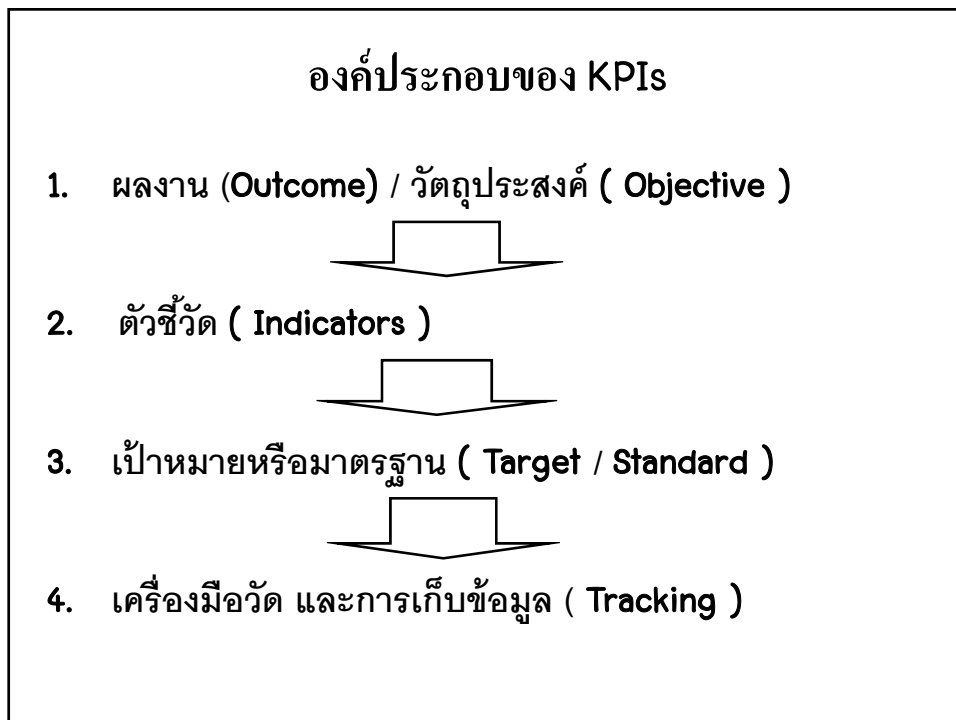 องค์ประกอบของ KPIs
1. ผลงาน (Outcome) / วัตถุประสงค์ ( Objective )
2. ตัวชี้วัด ( Indicators )
3. เป้าหมายหรือมาตรฐาน ( Target / Standard )
4. เครื่องมือวัด และการเก็บข้อมูล ( Tracking )